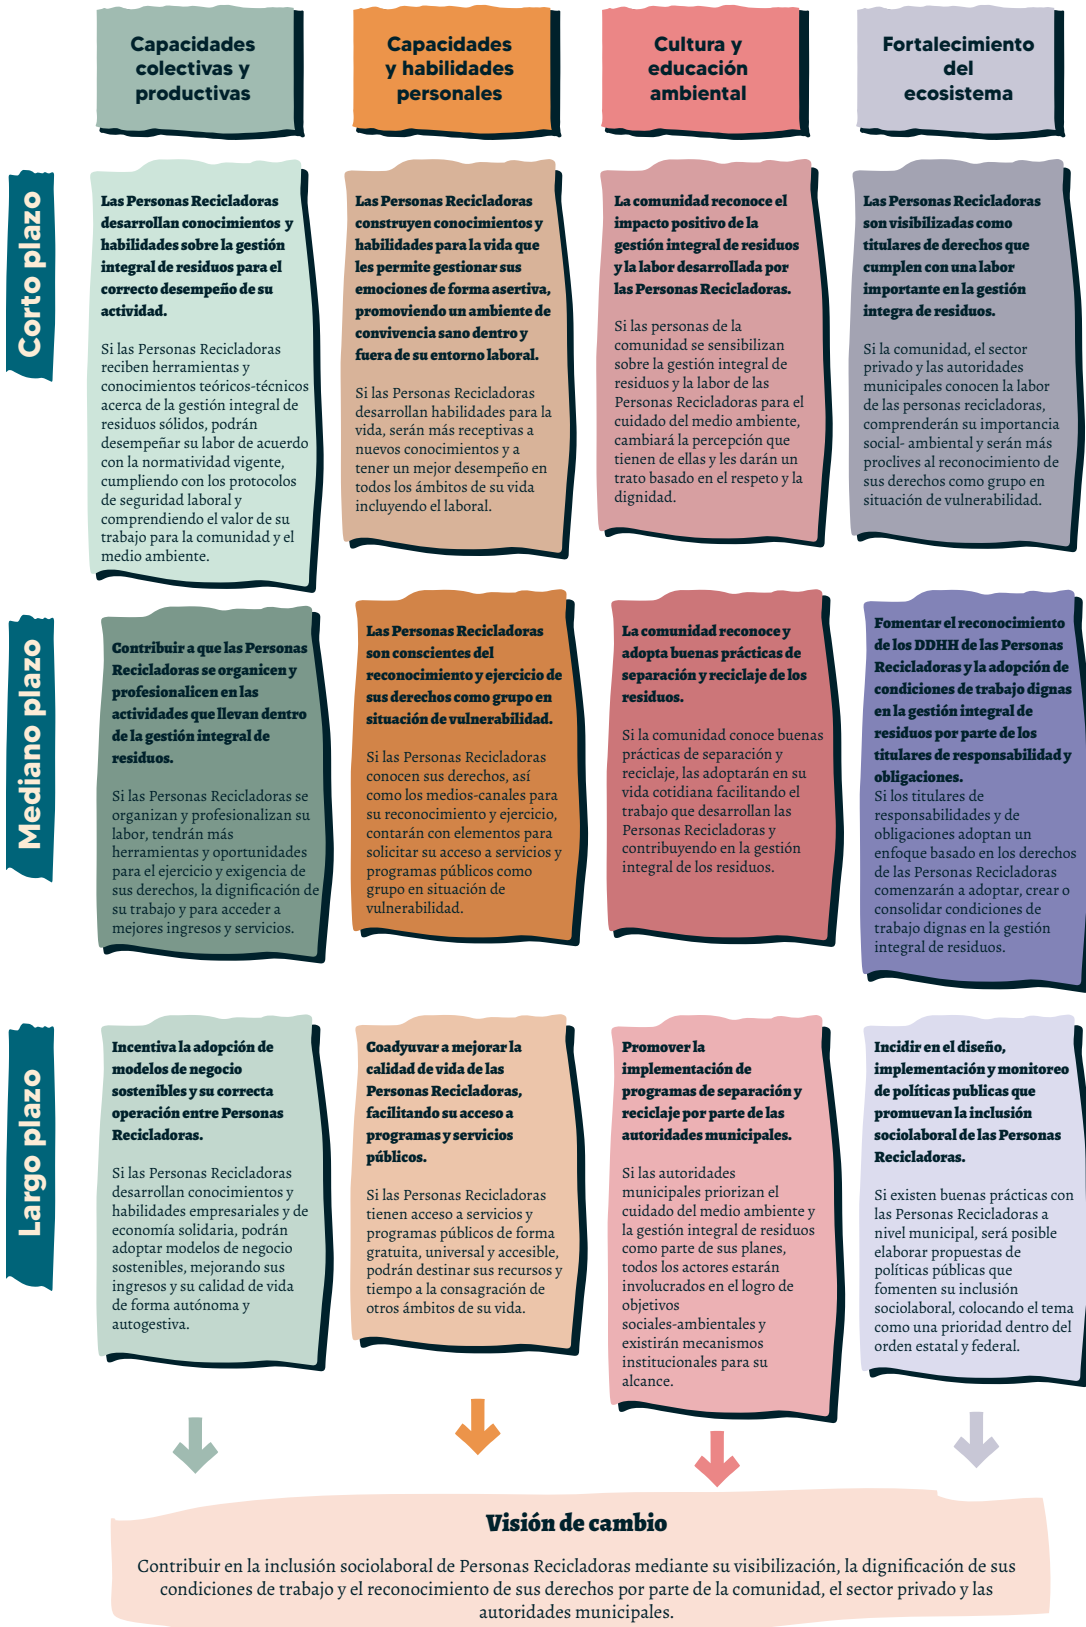 Capacidades
colectivas y
productivas
Capacidades
y habilidades
personales
Cultura y
educación
ambiental
Fortalecimiento
del
ecosistema
Corto plazo
Las Personas Recicladoras
desarrollan conocimientos y
habilidades sobre la gestión
integral de residuos para el
correcto desempeño de su
actividad.
Si las Personas Recicladoras
reciben herramientas y
conocimientos teóricos-técnicos
acerca de la gestión integral de
residuos sólidos, podrán
desempeñar su labor de acuerdo
con la normatividad vigente,
cumpliendo con los protocolos
de seguridad laboral y
comprendiendo el valor de su
trabajo para la comunidad y el
medio ambiente.
Las Personas Recicladoras
construyen conocimientos y
habilidades para la vida que
les permite gestionar sus
emociones de forma asertiva,
promoviendo un ambiente de
convivencia sano dentro y
fuera de su entorno laboral.
Si las Personas Recicladoras
desarrollan habilidades para la
vida, serán más receptivas a
nuevos conocimientos y a
tener un mejor desempeño en
todos los ámbitos de su vida
incluyendo el laboral.
La comunidad reconoce el
impacto positivo de la
gestión integral de residuos
y la labor desarrollada por
las Personas Recicladoras.
Si las personas de la
comunidad se sensibilizan
sobre la gestión integral de
residuos y la labor de las
Personas Recicladoras para el
cuidado del medio ambiente,
cambiará la percepción que
tienen de ellas y les darán un
trato basado en el respeto y la
dignidad.
Las Personas Recicladoras
son visibilizadas como
titulares de derechos que
cumplen con una labor
importante en la gestión
integra de residuos.
Si la comunidad, el sector
privado y las autoridades
municipales conocen la labor
de las personas recicladoras,
comprenderán su importancia
social- ambiental y serán más
proclives al reconocimiento de
sus derechos como grupo en
situación de vulnerabilidad.
Mediano plazo
Contribuir a que las Personas
Recicladoras se organicen y
profesionalicen en las
actividades que llevan dentro
de la gestión integral de
residuos.
Si las Personas Recicladoras se
organizan y profesionalizan su
labor, tendrán más
herramientas y oportunidades
para el ejercicio y exigencia de
sus derechos, la dignificación de
su trabajo y para acceder a
mejores ingresos y servicios.
Las Personas Recicladoras
son conscientes del
reconocimiento y ejercicio de
sus derechos como grupo en
situación de vulnerabilidad.
Si las Personas Recicladoras
conocen sus derechos, así
como los medios-canales para
su reconocimiento y ejercicio,
contarán con elementos para
solicitar su acceso a servicios y
programas públicos como
grupo en situación de
vulnerabilidad.
La comunidad reconoce y
adopta buenas prácticas de
separación y reciclaje de los
residuos.
Si la comunidad conoce buenas
prácticas de separación y
reciclaje, las adoptarán en su
vida cotidiana facilitando el
trabajo que desarrollan las
Personas Recicladoras y
contribuyendo en la gestión
integral de los residuos.
Fomentar el reconocimiento
de los DDHH de las Personas
Recicladoras y la adopción de
condiciones de trabajo dignas
en la gestión integral de
residuos por parte de los
titulares de responsabilidad y
obligaciones.
Si los titulares de
responsabilidades y de
obligaciones adoptan un
enfoque basado en los derechos
de las Personas Recicladoras
comenzarán a adoptar, crear o
consolidar condiciones de
trabajo dignas en la gestión
integral de residuos.
Largo plazo
Incentiva la adopción de
modelos de negocio
sostenibles y su correcta
operación entre Personas
Recicladoras.
Si las Personas Recicladoras
desarrollan conocimientos y
habilidades empresariales y de
economía solidaria, podrán
adoptar modelos de negocio
sostenibles, mejorando sus
ingresos y su calidad de vida
de forma autónoma y
autogestiva.
Coadyuvar a mejorar la
calidad de vida de las
Personas Recicladoras,
facilitando su acceso a
programas y servicios
públicos.
Si las Personas Recicladoras
tienen acceso a servicios y
programas públicos de forma
gratuita, universal y accesible,
podrán destinar sus recursos y
tiempo a la consagración de
otros ámbitos de su vida.
Promover la
implementación de
programas de separación y
reciclaje por parte de las
autoridades municipales.
Si las autoridades
municipales priorizan el
cuidado del medio ambiente y
la gestión integral de residuos
como parte de sus planes,
todos los actores estarán
involucrados en el logro de
objetivos
sociales-ambientales y
existirán mecanismos
institucionales para su
alcance.
Incidir en el diseño,
implementación y monitoreo
de políticas publicas que
promuevan la inclusión
sociolaboral de las Personas
Recicladoras.
Si existen buenas prácticas con
las Personas Recicladoras a
nivel municipal, será posible
elaborar propuestas de
políticas públicas que
fomenten su inclusión
sociolaboral, colocando el tema
como una prioridad dentro del
orden estatal y federal.
Visión de cambio
Contribuir en la inclusión sociolaboral de Personas Recicladoras mediante su visibilización, la dignificación de sus
condiciones de trabajo y el reconocimiento de sus derechos por parte de la comunidad, el sector privado y las
autoridades municipales.